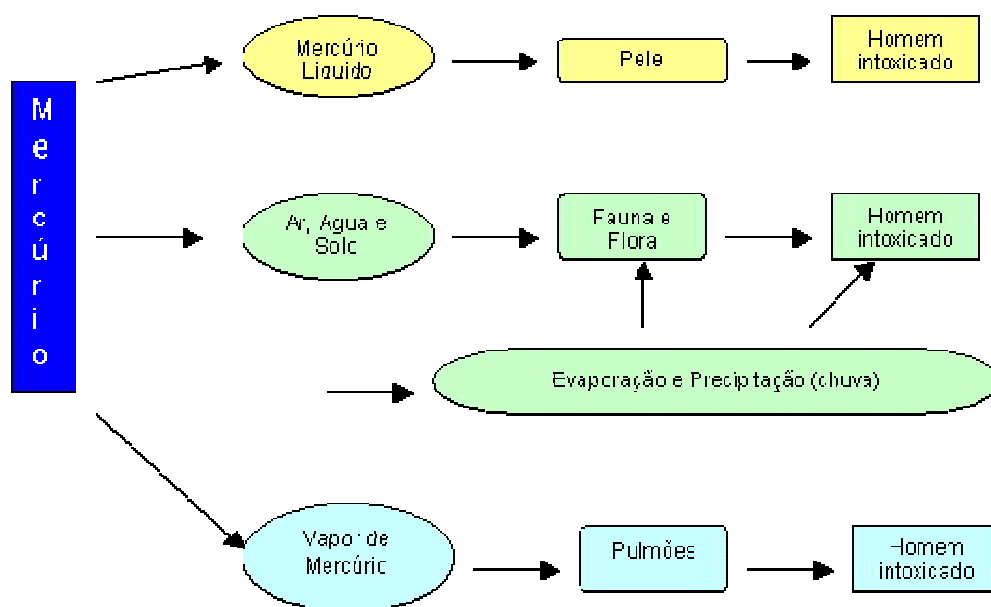 Mercúrio
Mercúrio
Líquido
Pele
Homem
intoxicado
Ar, Água e
Solo
Fauna e
Flora
Homem
intoxicado
Evaporação e Precipitação (chuva)
Vapor de
Mercúrio
Pulmões
Homem
intoxicado